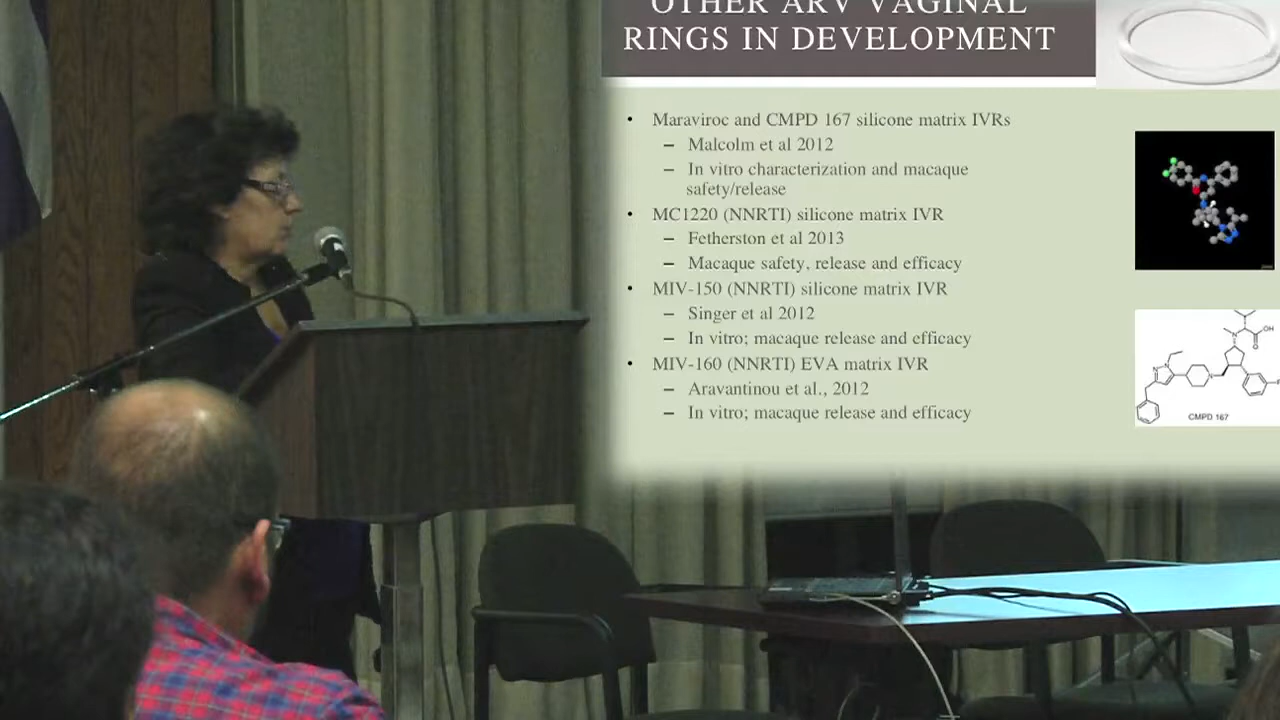 OTHER ARV VAGINAL
RINGS IN DEVELOPMENT
• Maraviroc and CMPD 167 silicone matrix IVRs
– Malcolm et al 2012
– In vitro characterization and macaque
safety/release
• MC1220 (NNRTI) silicone matrix IVR
– Fetherston et al 2013
– Macaque safety, release and efficacy
• MIV-150 (NNRTI) silicone matrix IVR
– Singer et al 2012
– In vitro; macaque release and efficacy
• MIV-160 (NNRTI) EVA matrix IVR
– Aravantinou et al., 2012
– In vitro; macaque release and efficacy
N
OH
O
N
N
N
F
CMPD 167